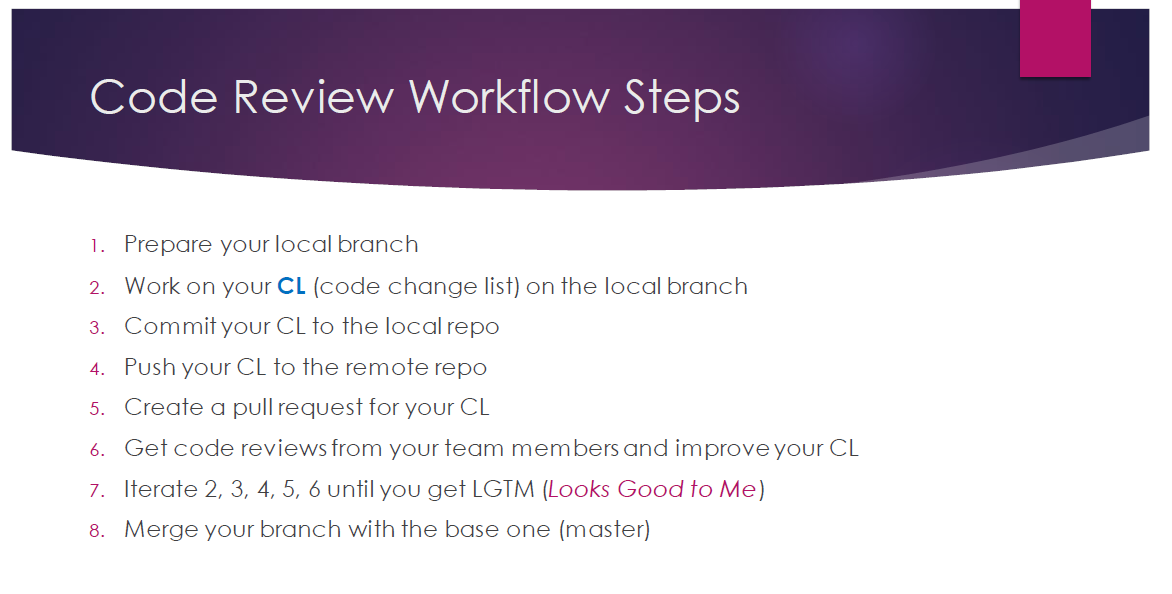 Code Review Workflow Steps
1. Prepare your local branch
2. Work on your CL (code change list) on the local branch
3. Commit your CL to the local repo
4. Push your CL to the remote repo
5. Create a pull request for your CL
6. Get code reviews from your team members and improve your CL
7. Iterate 2, 3, 4, 5, 6 until you get LGTM (Looks Good to Me)
8. Merge your branch with the base one (master)